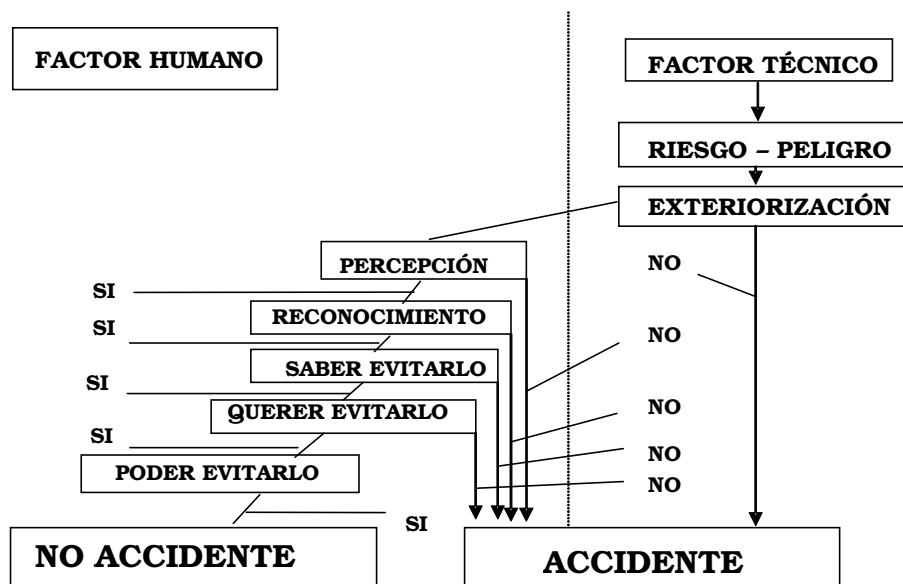 FACTOR HUMANO
FACTOR TÉCNICO
RIESGO – PELIGRO
EXTERIORIZACIÓN
PERCEPCIÓN
NO
SI
RECONOCIMIENTO
SI
NO
SABER EVITARLO
SI
QUERER EVITARLO
NO
SI
NO
PODER EVITARLO
NO
SI
NO ACCIDENTE
ACCIDENTE